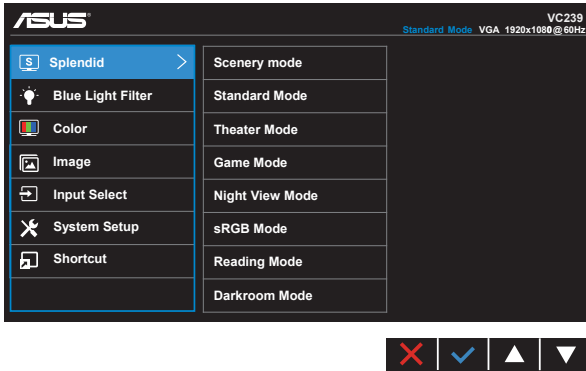 ASUS
VC239
Standard Mode VGA 1920x1080@60Hz
S Splendid
Blue Light Filter
Color
Image
Input Select
System Setup
Shortcut
Scenery mode
Standard Mode
Theater Mode
Game Mode
Night View Mode
sRGB Mode
Reading Mode
Darkroom Mode